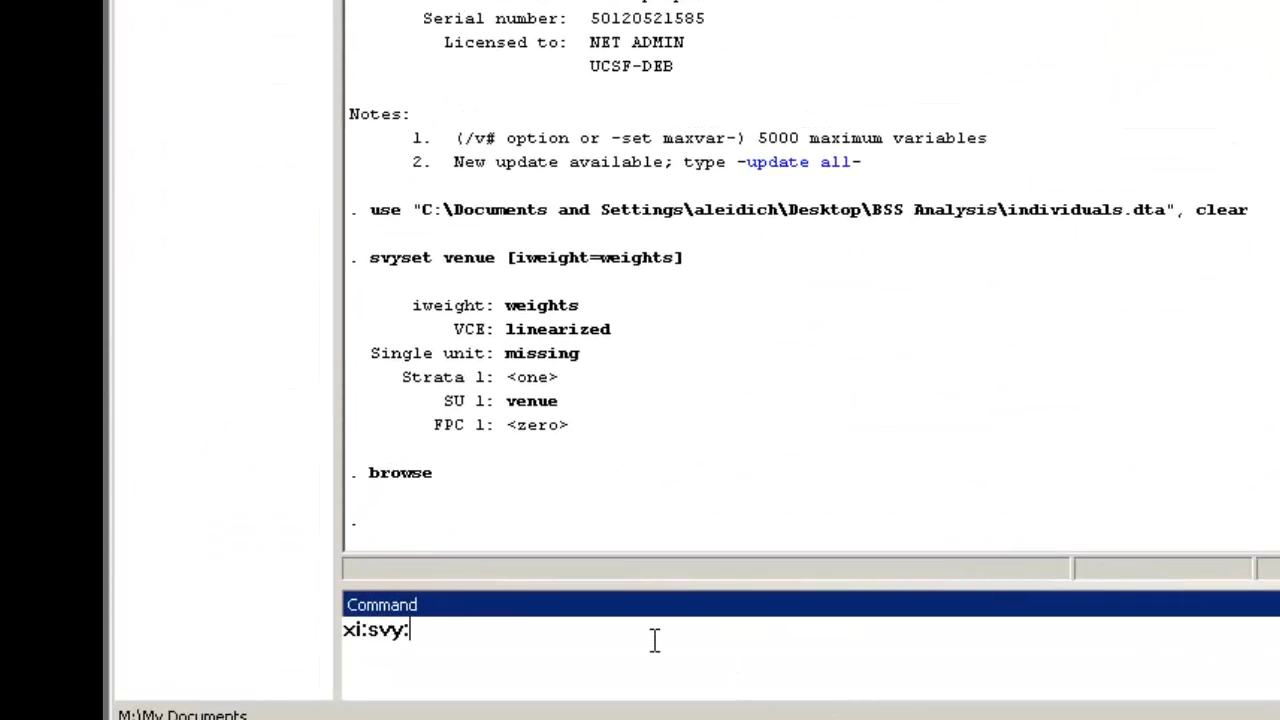 Serial number: 50120521585
Licensed to: NET ADMIN
UCSF-DEB
Notes:
1. (/v# option or -set maxvar-) 5000 maximum variables
2. New update available; type -update all-
. use "C:\Documents and Settings\aleidich\Desktop\BSS Analysis\individuals.dta", clear
. svyset venue [iweight=weights]
iweight: weights
VCE: linearized
Single unit: missing
Strata 1: <one>
SU 1: venue
FPC 1: <zero>
. browse
.
Command
xi:svy:
M:\My Documents